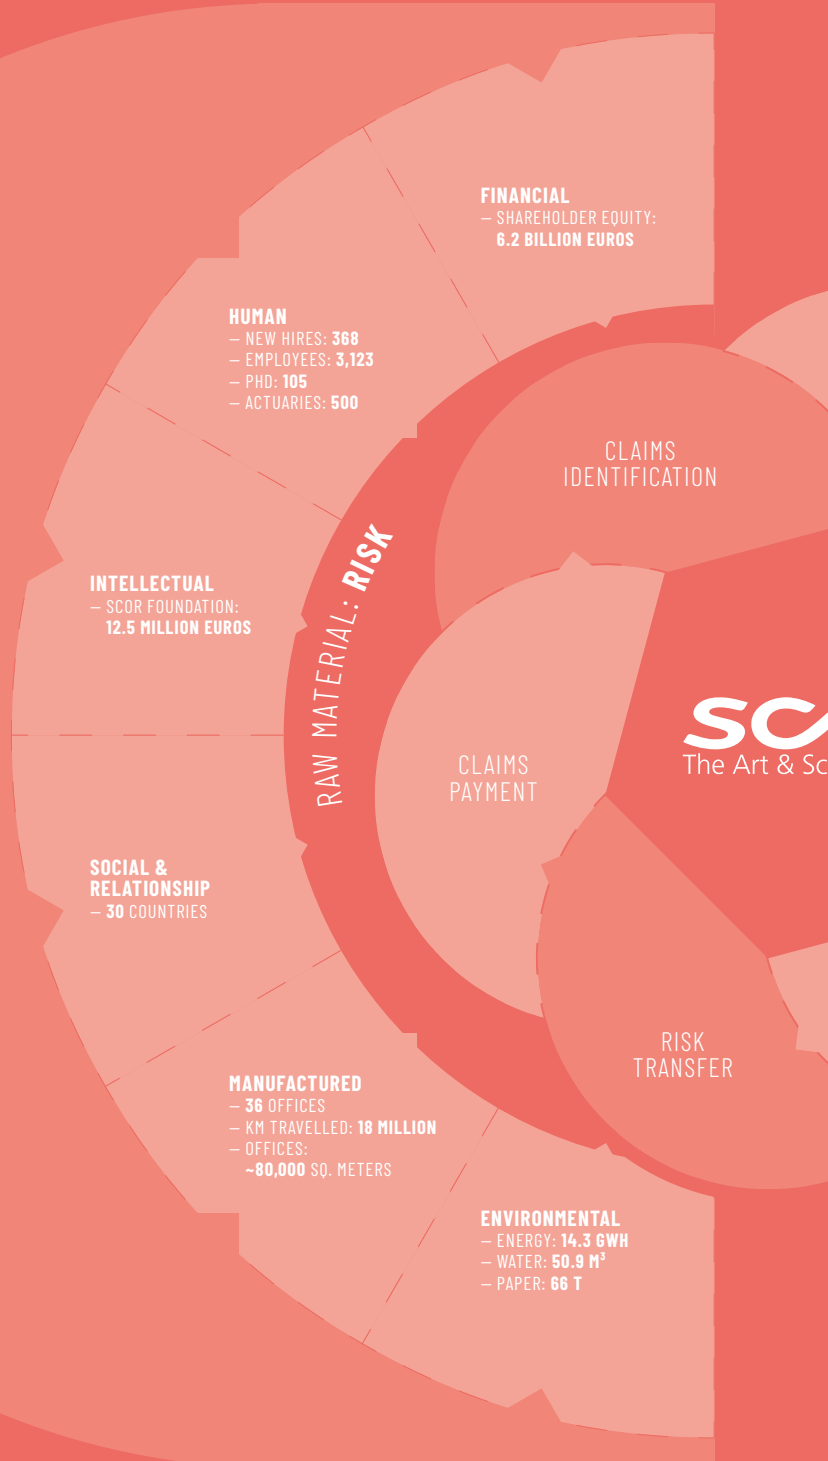 FINANCIAL
– SHAREHOLDER EQUITY:
6.2 BILLION EUROS
HUMAN
– NEW HIRES: 368
– EMPLOYEES: 3,123
– PHD: 105
– ACTUARIES: 500
CLAIMS
IDENTIFICATION
RAW MATERIAL: RISK
INTELLECTUAL
– SCOR FOUNDATION:
12.5 MILLION EUROS
CLAIMS
PAYMENT
SC
The Art & Sc
SOCIAL &
RELATIONSHIP
– 30 COUNTRIES
RISK
TRANSFER
MANUFACTURED
– 36 OFFICES
– KM TRAVELLED: 18 MILLION
– OFFICES:
~80,000 SQ. METERS
ENVIRONMENTAL
– ENERGY: 14.3 GWH
– WATER: 50.9 M³
– PAPER: 66 T